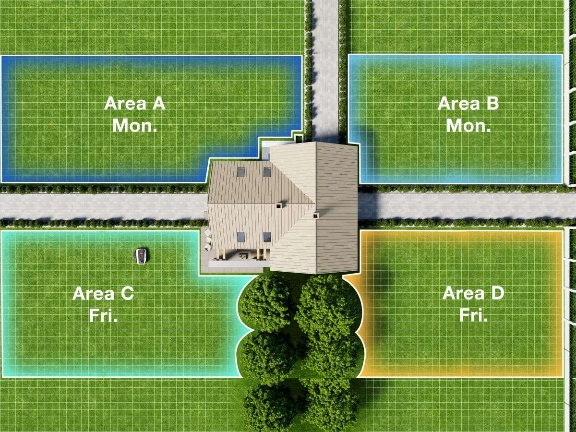 Area A
Mon.
Area B
Mon.
Area C
Fri.
Area D
Fri.